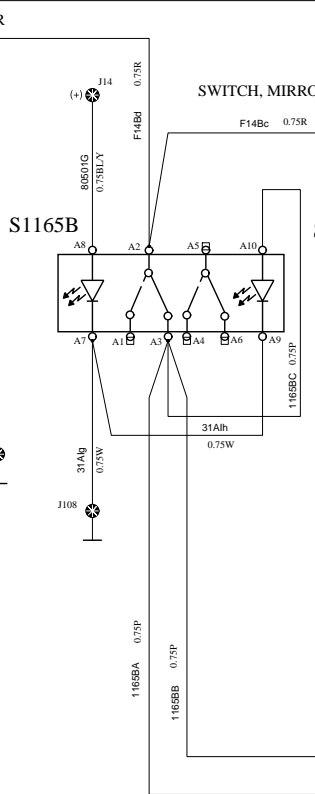 R
J14
(+)
0.75R
F14Bd
SWITCH, MIRRO
F14Bc 0.75R
80501G
0.75BL/Y
S1165B
A8
A2
A5
A10
A7
A1
A3
A4
A6
A9
1165BC 0.75P
31Alh
0.75W
31Alg
0.75W
J108
1165BA 0.75P
1165BB 0.75P